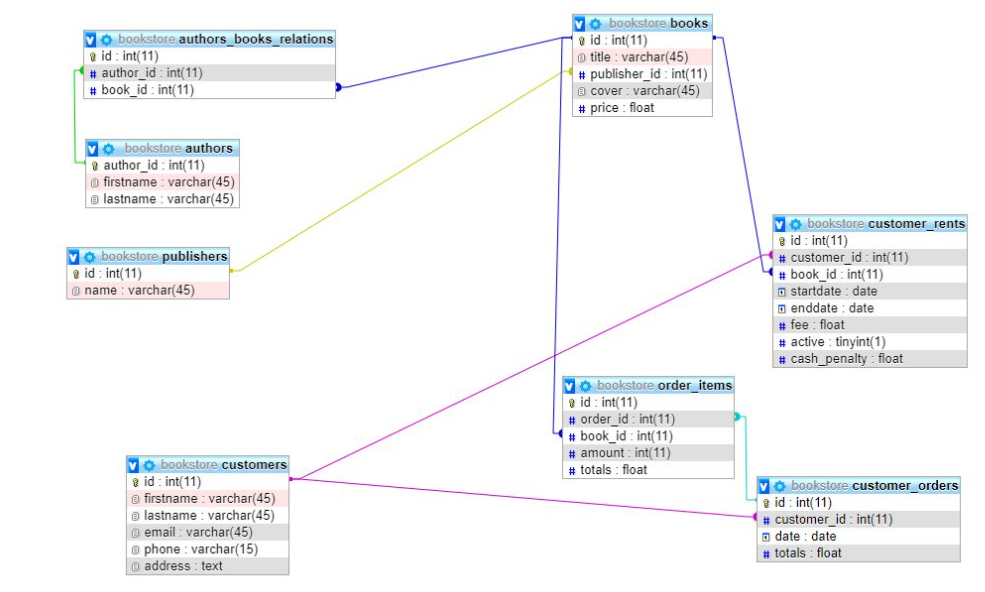 bookstore authors_books_relations
id : int(11)
author_id : int(11)
book_id : int(11)
bookstore books
id : int(11)
title : varchar(45)
publisher_id : int(11)
cover : varchar(45)
price : float
bookstore authors
author_id : int(11)
firstname : varchar(45)
lastname : varchar(45)
bookstore publishers
id : int(11)
name : varchar(45)
bookstore customer_rents
id : int(11)
customer_id : int(11)
book_id : int(11)
startdate : date
enddate : date
fee : float
active : tinyint(1)
cash_penalty : float
bookstore order_items
id : int(11)
order_id : int(11)
book_id : int(11)
amount : int(11)
totals : float
bookstore customers
id : int(11)
firstname : varchar(45)
lastname : varchar(45)
email : varchar(45)
phone : varchar(15)
address : text
bookstore customer_orders
id : int(11)
customer_id : int(11)
date : date
totals : float